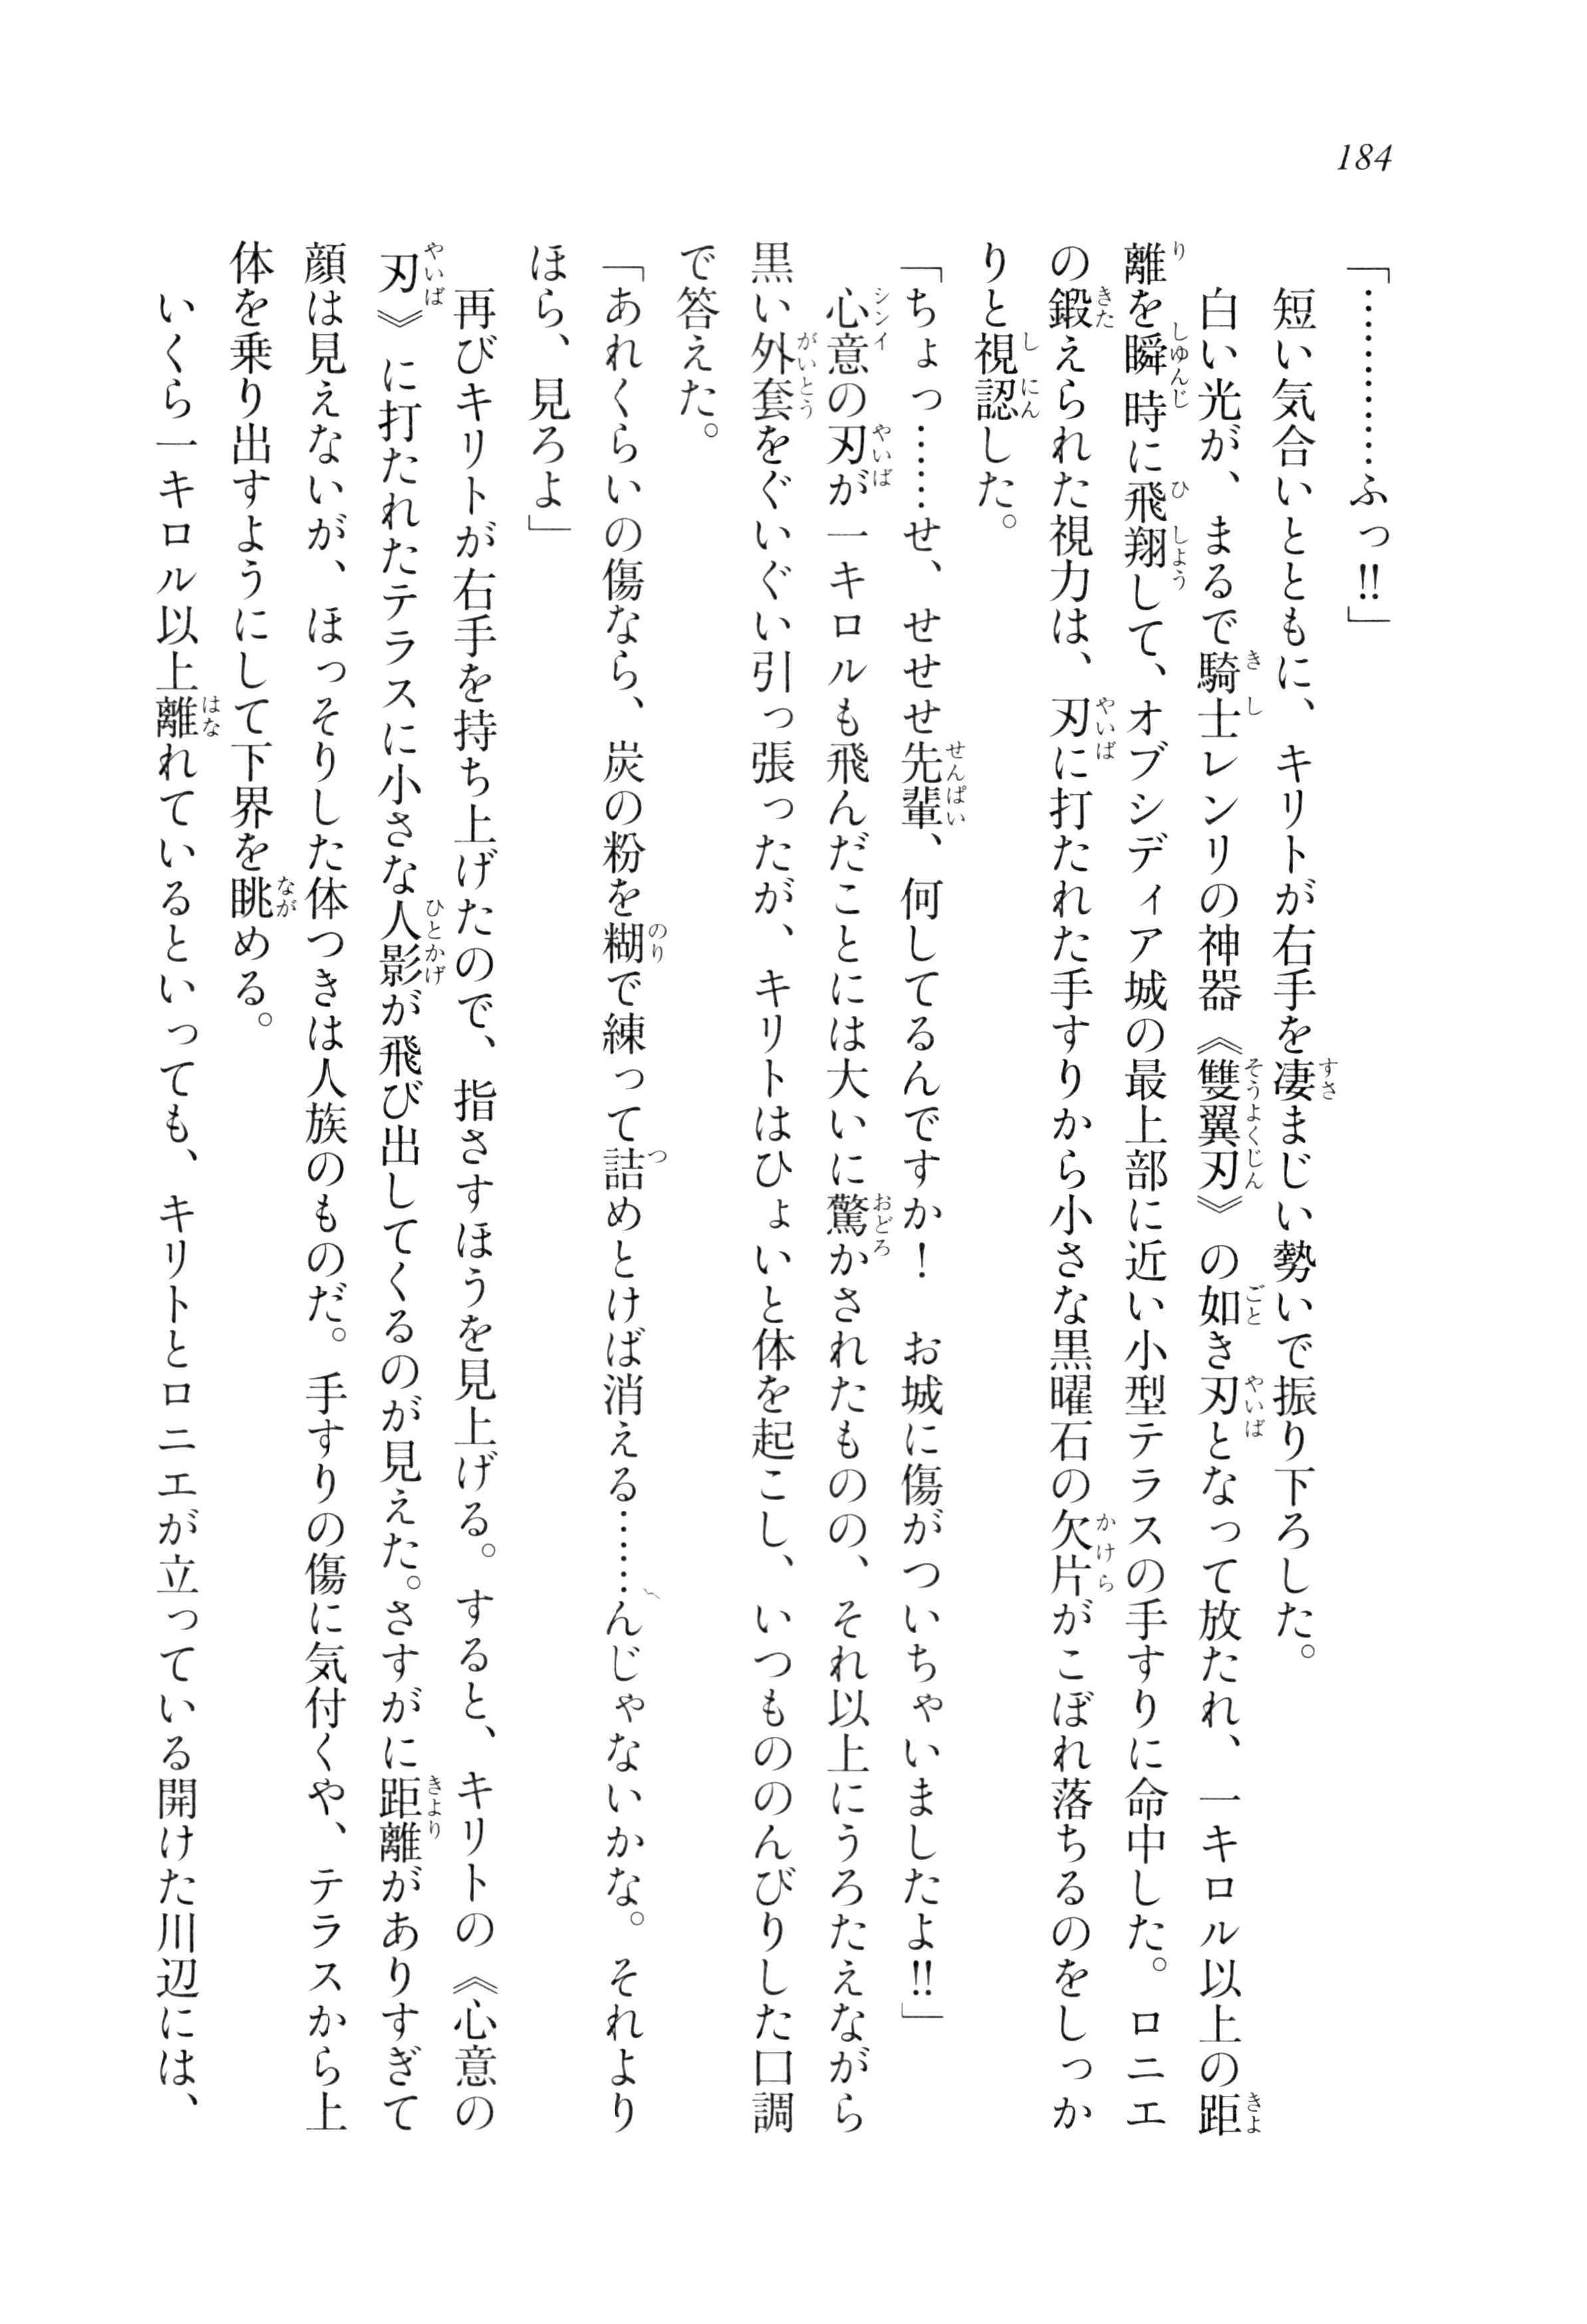 184
「…………ふっ!!」
　短い気合いとともに、キリトが右手を凄まじい勢いで振り下ろした。
　白い光が、まるで騎士レンリの神器《雙翼刃》の如き刃となって放たれ、一キロル以上の距
離を瞬時に飛翔して、オブシディア城の最上部に近い小型テラスの手すりに命中した。ロニエ
の鍛えられた視力は、刃に打たれた手すりから小さな黒曜石の欠片がこぼれ落ちるのをしっか
りと視認した。
「ちょっ……せ、せせせ先輩、何してるんですか！　お城に傷がついちゃいましたよ!!」
　心意の刃が一キロルも飛んだことには大いに驚かされたものの、それ以上にうろたえながら
黒い外套をぐいぐい引っ張ったが、キリトはひょいと体を起こし、いつものののんびりした口調
で答えた。
「あれくらいの傷なら、炭の粉を糊で練って詰めとけば消える……んじゃないかな。それより
ほら、見ろよ」
　再びキリトが右手を持ち上げたので、指さすほうを見上げる。すると、キリトの《心意の
刃》に打たれたテラスに小さな人影が飛び出してくるのが見えた。さすがに距離がありすぎて
顔は見えないが、ほっそりした体つきは人族のものだ。手すりの傷に気付くや、テラスから上
体を乗り出すようにして下界を眺める。
　いくら一キロル以上離れているといっても、キリトとロニエが立っている開けた川辺には、